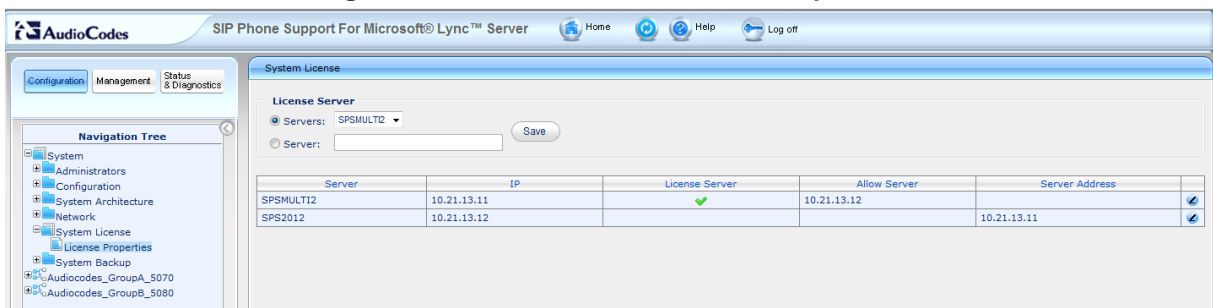 AudioCodes
SIP Phone Support For Microsoft® Lync™ Server
Home
Help
Log off
Configuration
Management
Status
& Diagnostics
Navigation Tree
System
Administrators
Configuration
System Architecture
Network
System License
License Properties
System Backup
Audiocodes_GroupA_5070
Audiocodes_GroupB_5080
System License
License Server
Servers: SPSMULTI2
Server:
Save
Server IP License Server Allow Server Server Address
SPSMULTI2 10.21.13.11 10.21.13.12
SPS2012 10.21.13.12 10.21.13.11